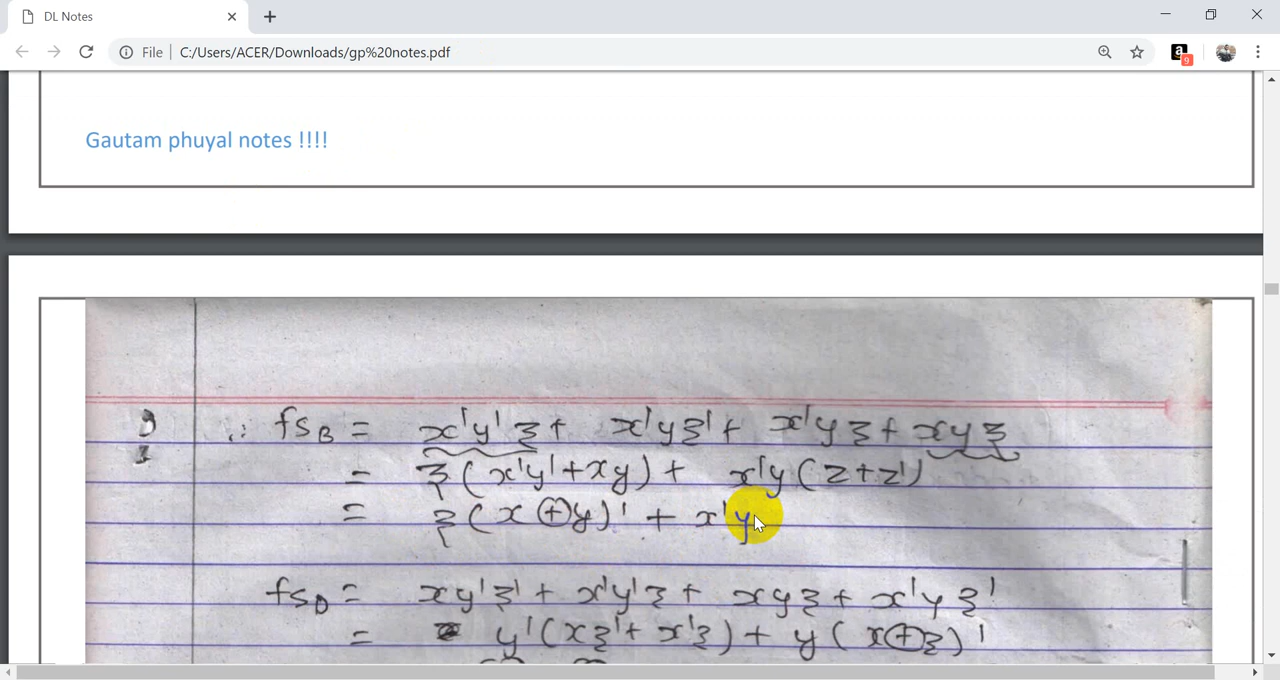 DL Notes
File | C:/Users/ACER/Downloads/gp%20notes.pdf
9
Gautam phuyal notes !!!!
∴ fS_B = x'y'z + x'yz' + x'yz + xyz
= z(x'y' + xy) + x'y(z+z')
= z(x⊕y)' + x'y
fS_D = xy'z' + x'y'z + xyz + x'yz'
= y'(xz' + x'z) + y(x⊕z)'